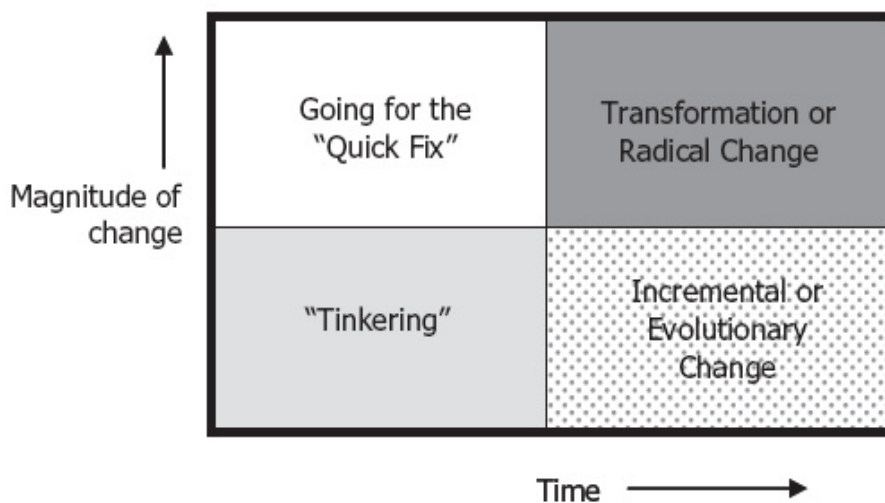 Going for the
“Quick Fix”
Transformation or
Radical Change
Magnitude of
change
“Tinkering”
Incremental or
Evolutionary
Change
Time